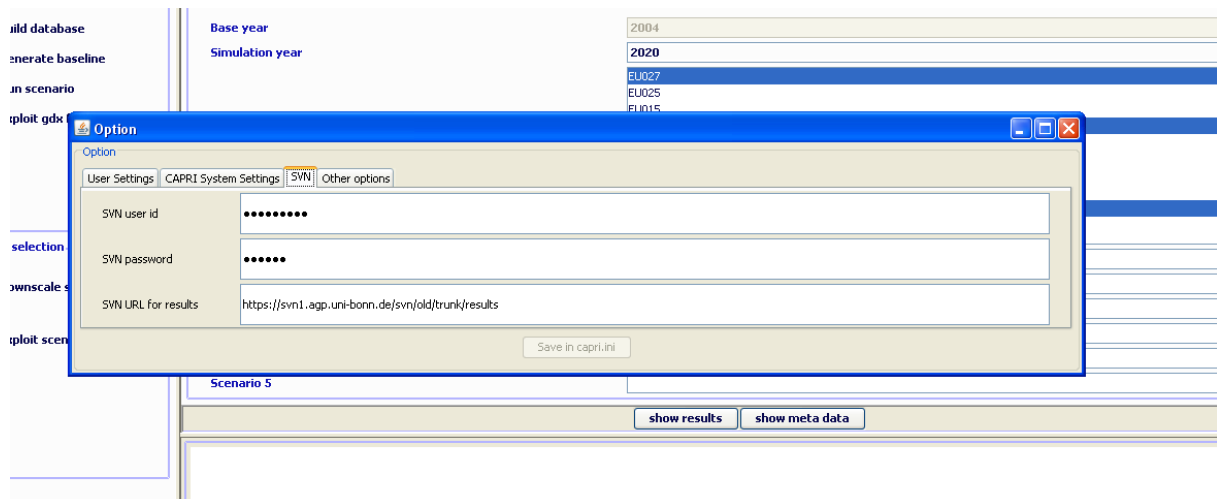 uild database
Base year
2004
enerate baseline
Simulation year
2020
EU027
un scenario
EU025
EU015
xploit gdx
Option
Option
User Settings CAPRI System Settings SVN Other options
SVN user id
●●●●●●●●●
selection
SVN password
●●●●●●
ownscale s
SVN URL for results
https://svn1.agp.uni-bonn.de/svn/old/trunk/results
xploit scen
Save in capri.ini
Scenario 5
show results show meta data